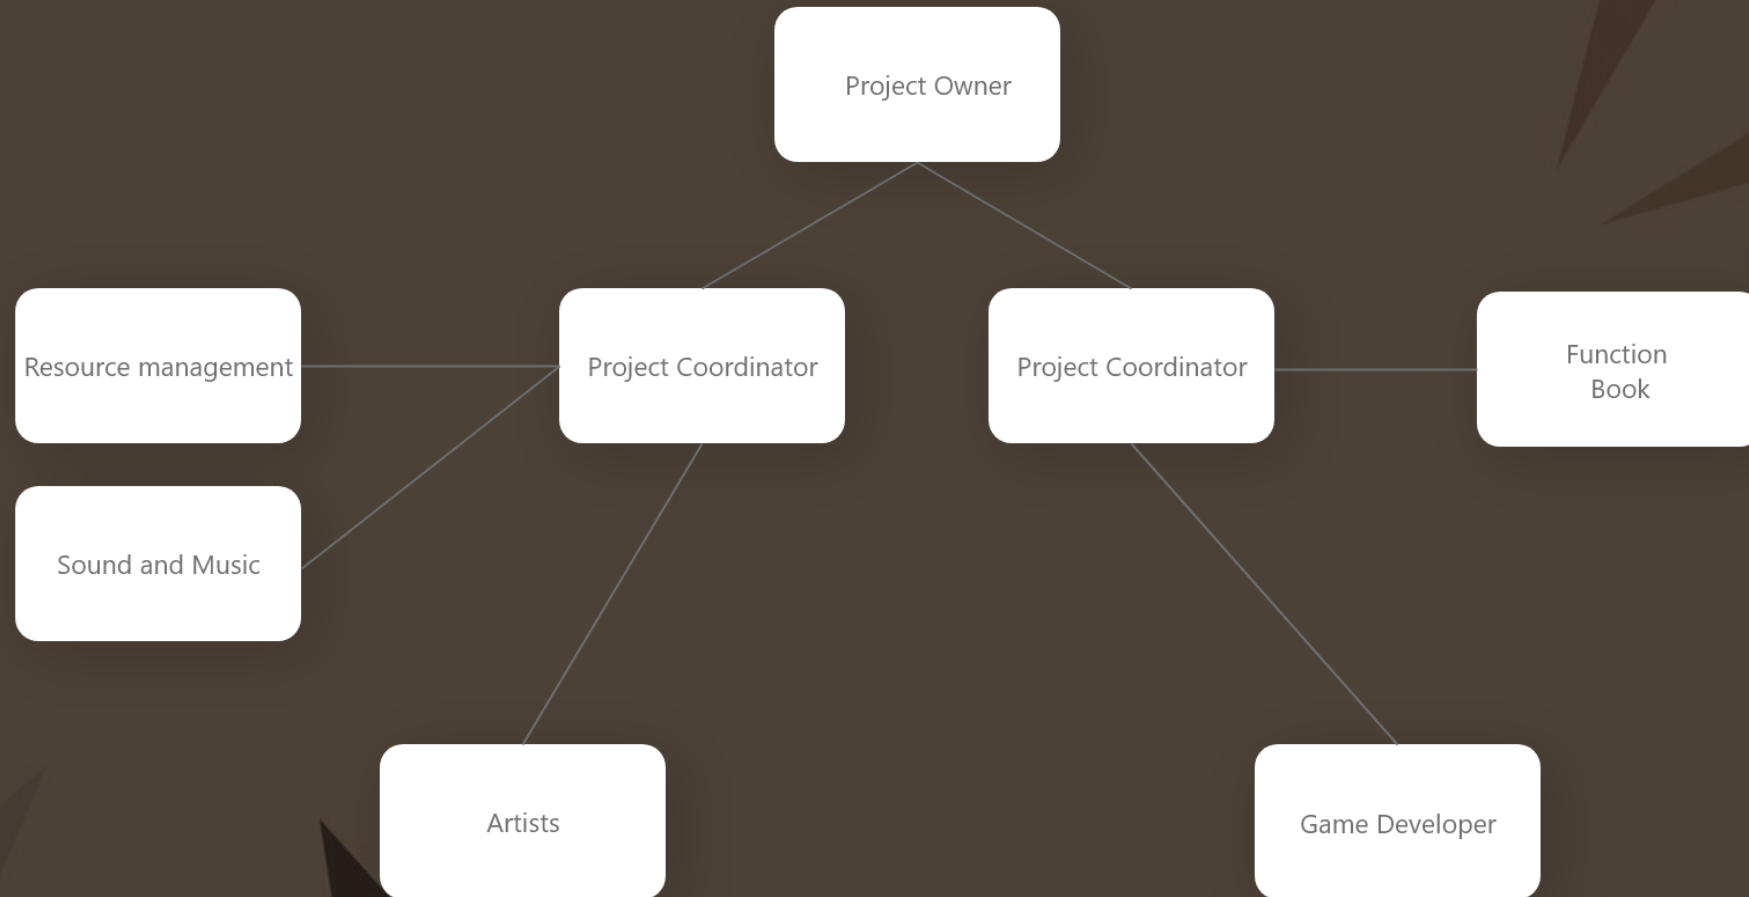 Project Owner
Resource management
Project Coordinator
Project Coordinator
Function
Book
Sound and Music
Artists
Game Developer